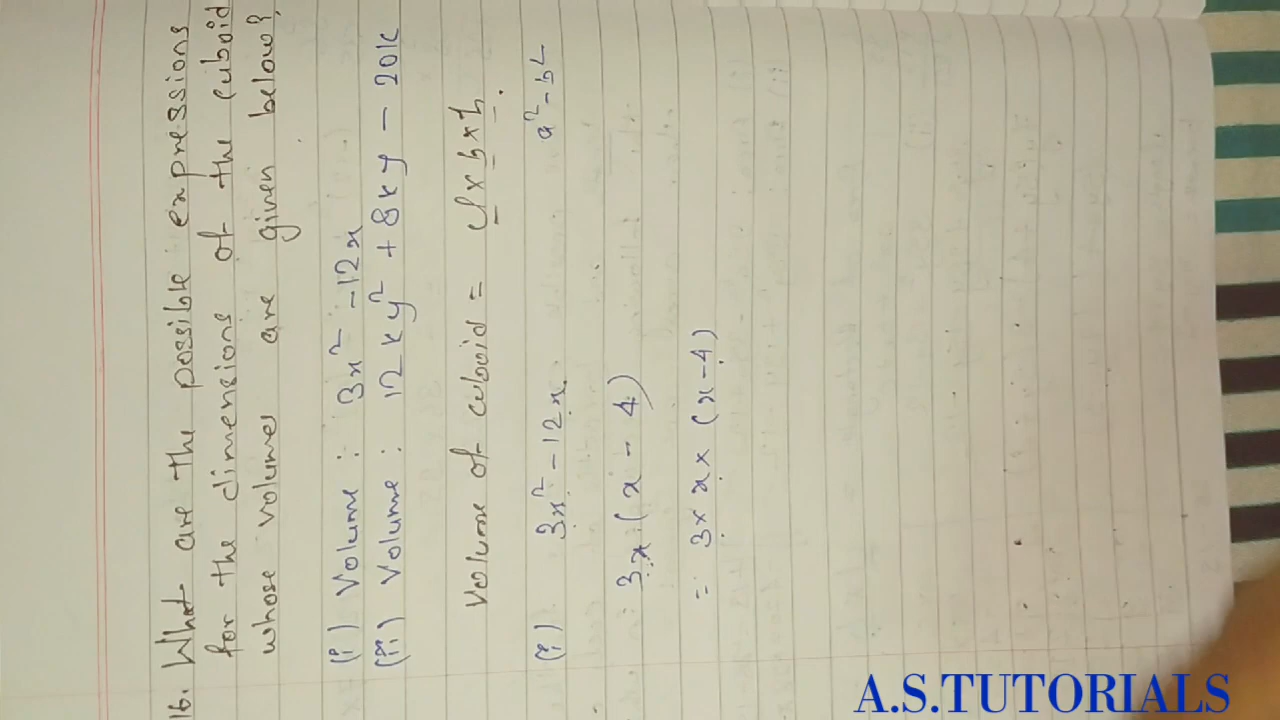 16. What are the possible expressions
for the dimensions of the cuboid
whose volumes are given below?
(i) Volume : 3x² - 12x
(ii) Volume : 12ky² + 8ky - 20k
Volume of cuboid = l x b x h.
(i) 3x² - 12x. a² - b²
3x (x - 4)
= 3 x x x (x - 4)
A.S.TUTORIALS